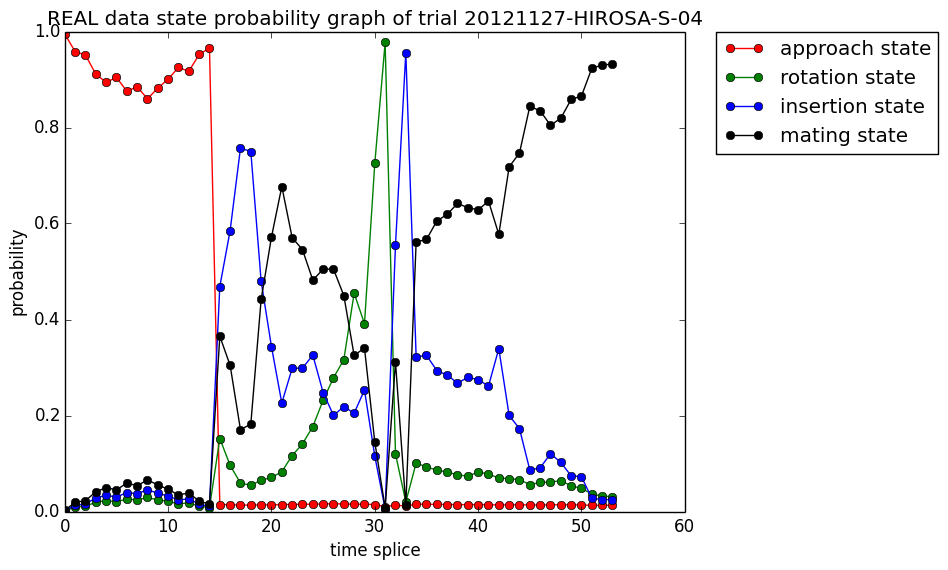 REAL data state probability graph of trial 20121127-HIROSA-S-04
1.0
0.8
0.6
0.4
0.2
0.0
probability
0 10 20 30 40 50 60
time splice
approach state
rotation state
insertion state
mating state